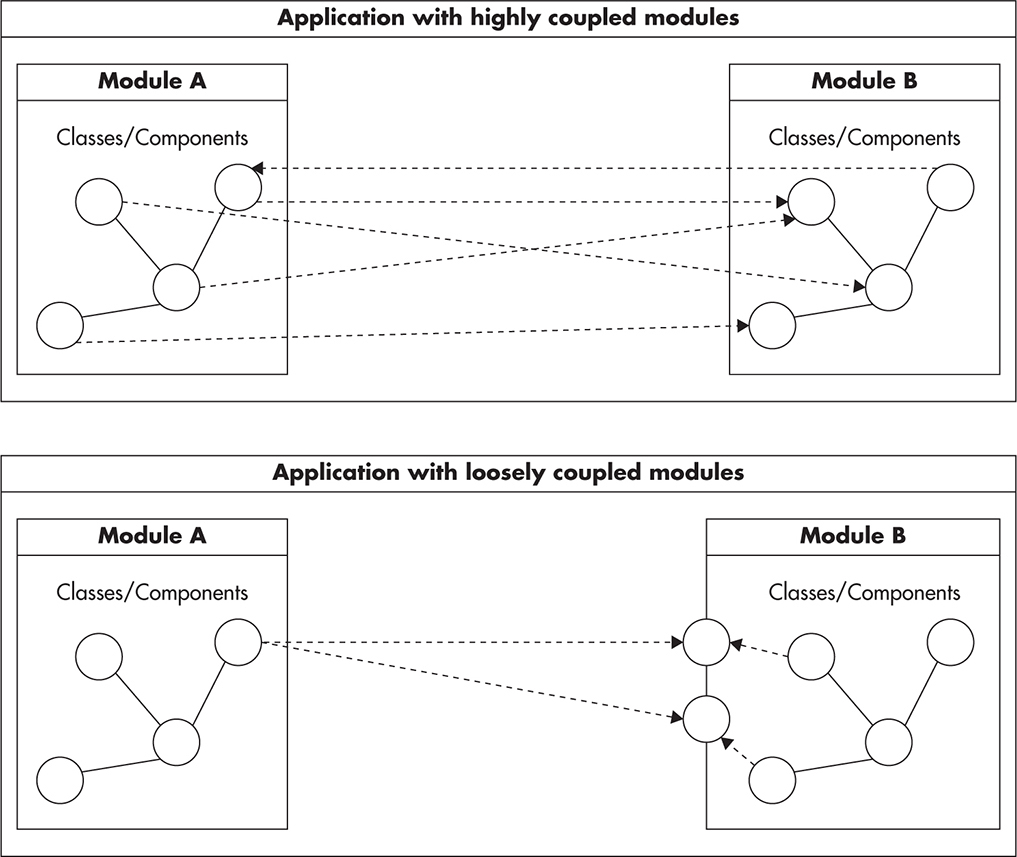 Application with highly coupled modules
Module A
Module B
Classes/Components
Classes/Components
Application with loosely coupled modules
Module A
Module B
Classes/Components
Classes/Components